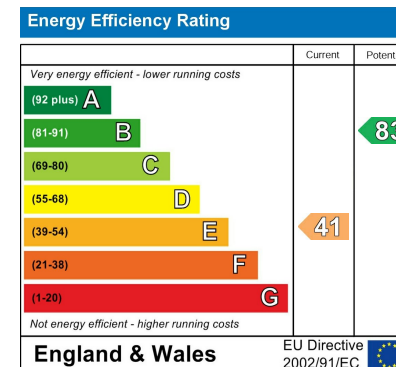 Energy Efficiency Rating
Current Potent
Very energy efficient - lower running costs
(92 plus) A
(81-91) B 83
(69-80) C
(55-68) D
(39-54) E 41
(21-38) F
(1-20) G
Not energy efficient - higher running costs
England & Wales
EU Directive
2002/91/EC